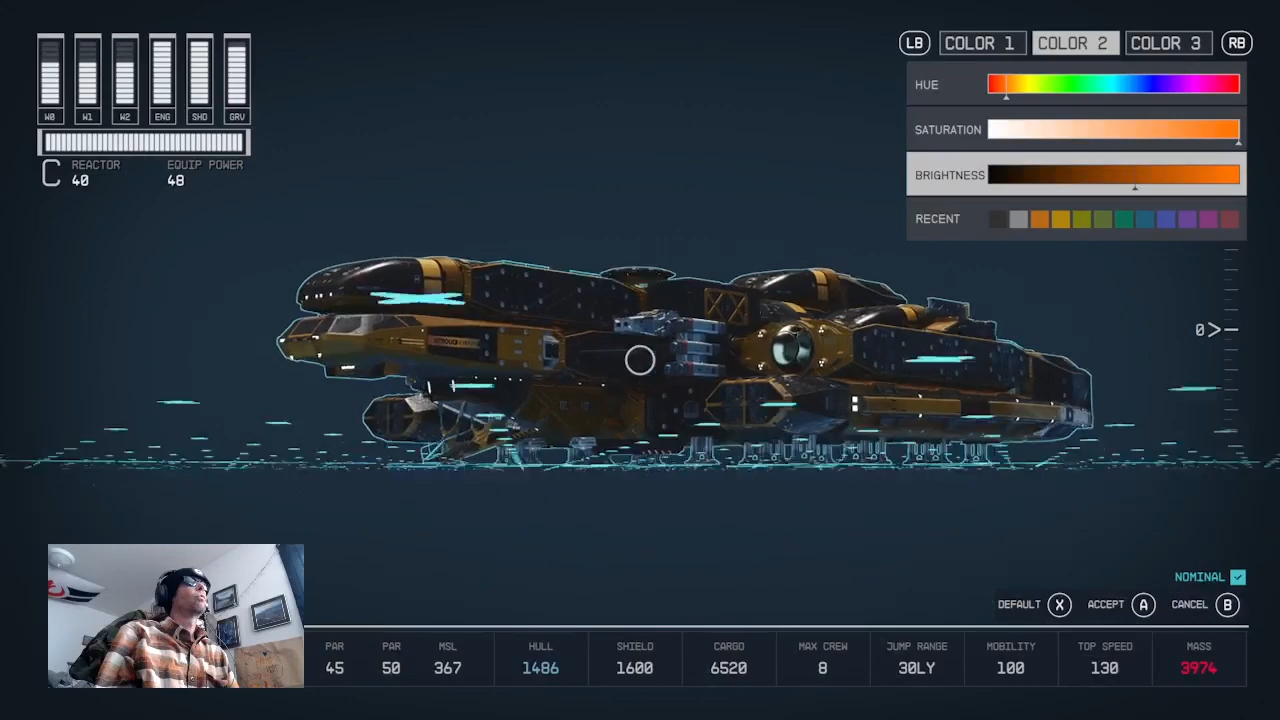 LB COLOR 1 COLOR 2 COLOR 3 RB
HUE
SATURATION
BRIGHTNESS
RECENT
W0 W1 W2 ENG SHD GRV
C REACTOR EQUIP POWER
40 48
0
NOMINAL
DEFAULT X ACCEPT A CANCEL B
PAR PAR MSL HULL SHIELD CARGO MAX CREW JUMP RANGE MOBILITY TOP SPEED MASS
45 50 367 1486 1600 6520 8 30LY 100 130 3974